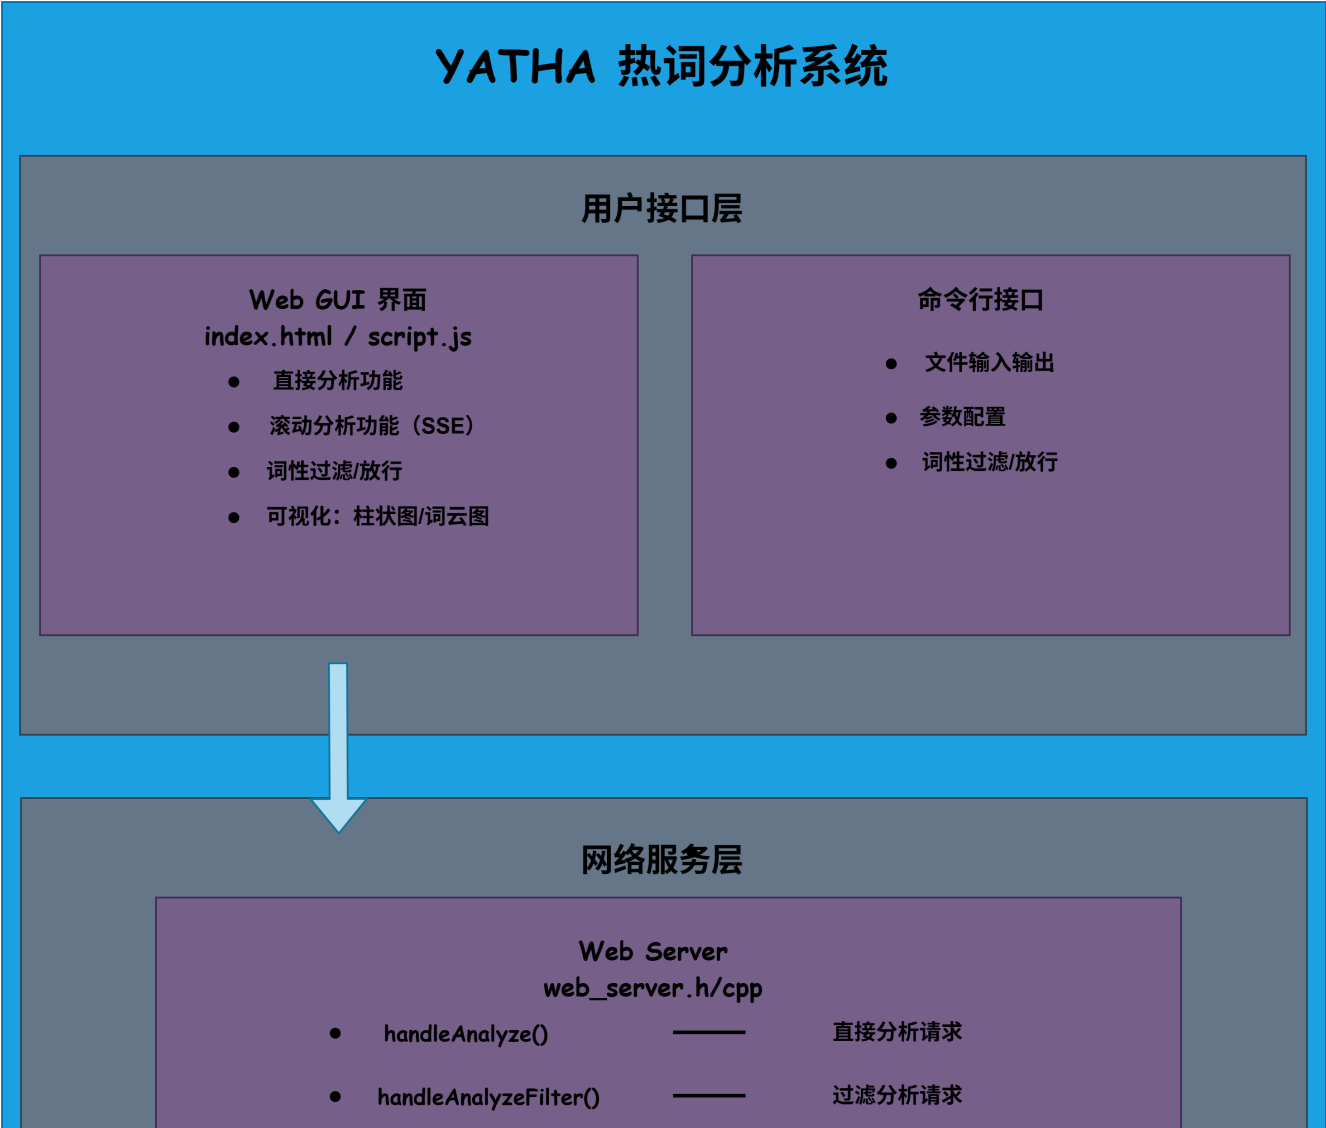 YATHA 热词分析系统
用户接口层
Web GUI 界面
index.html / script.js
● 直接分析功能
● 滚动分析功能（SSE）
● 词性过滤/放行
● 可视化：柱状图/词云图
命令行接口
● 文件输入输出
● 参数配置
● 词性过滤/放行
网络服务层
Web Server
web_server.h/cpp
● handleAnalyze() —— 直接分析请求
● handleAnalyzeFilter() —— 过滤分析请求